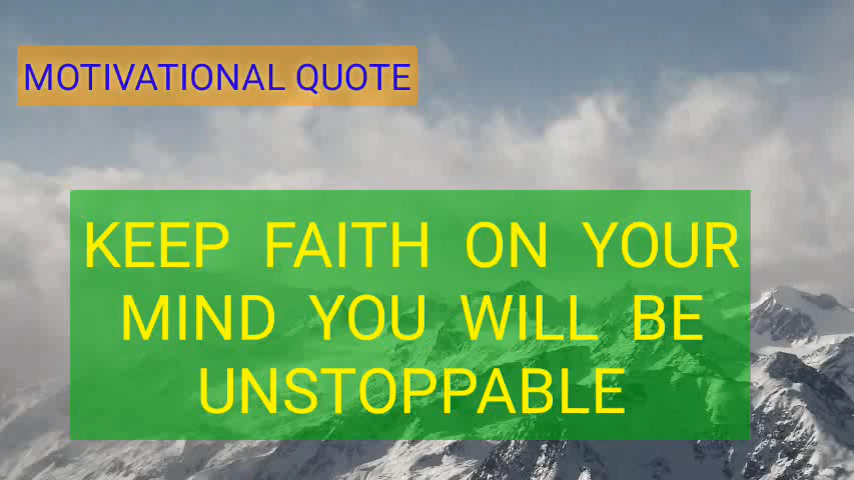 MOTIVATIONAL QUOTE
KEEP FAITH ON YOUR
MIND YOU WILL BE
UNSTOPPABLE